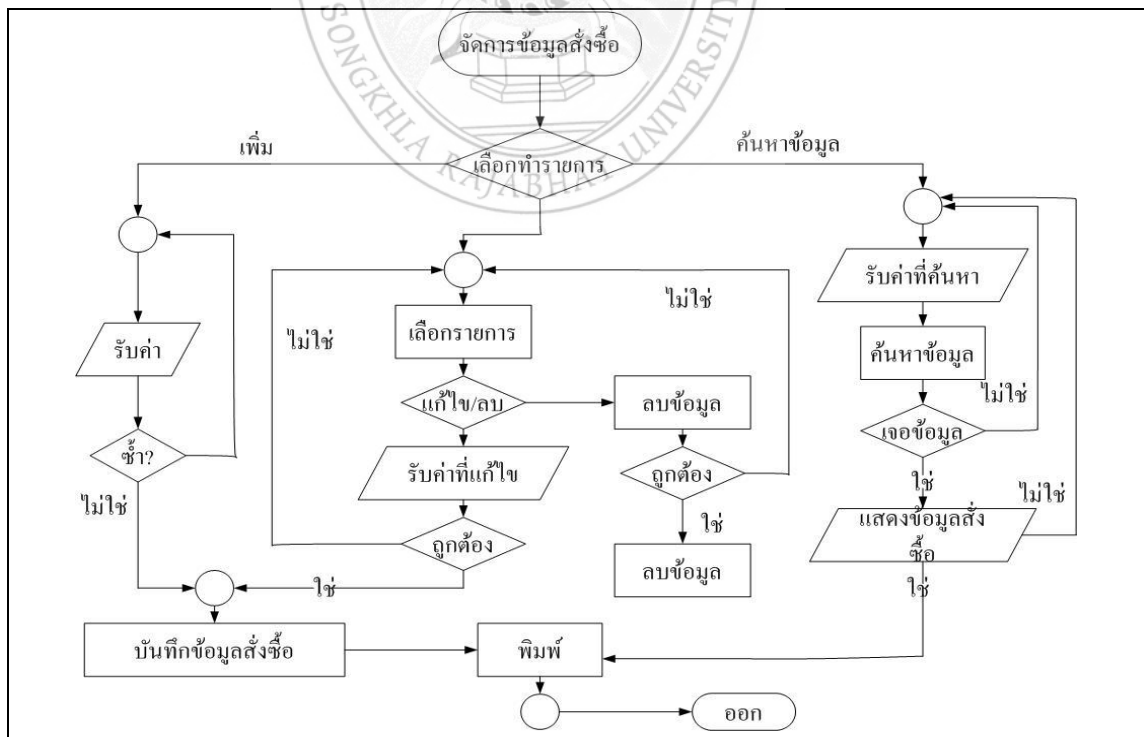 จัดการข้อมูลสั่งซื้อ
SONGKHLA RAJABHAT UNIVERSITY
เพิ่ม
เลือกทำรายการ
ค้นหาข้อมูล
รับค่าที่ค้นหา
ไม่ใช่
ไม่ใช่
เลือกรายการ
รับค่า
ค้นหาข้อมูล
ไม่ใช่
แก้ไข/ลบ
ลบข้อมูล
เจอข้อมูล
ซ้ำ?
รับค่าที่แก้ไข
ถูกต้อง
ใช่
ไม่ใช่
ไม่ใช่
แสดงข้อมูลสั่ง
ซื้อ
ใช่
ถูกต้อง
ลบข้อมูล
ใช่
ใช่
บันทึกข้อมูลสั่งซื้อ
พิมพ์
ออก